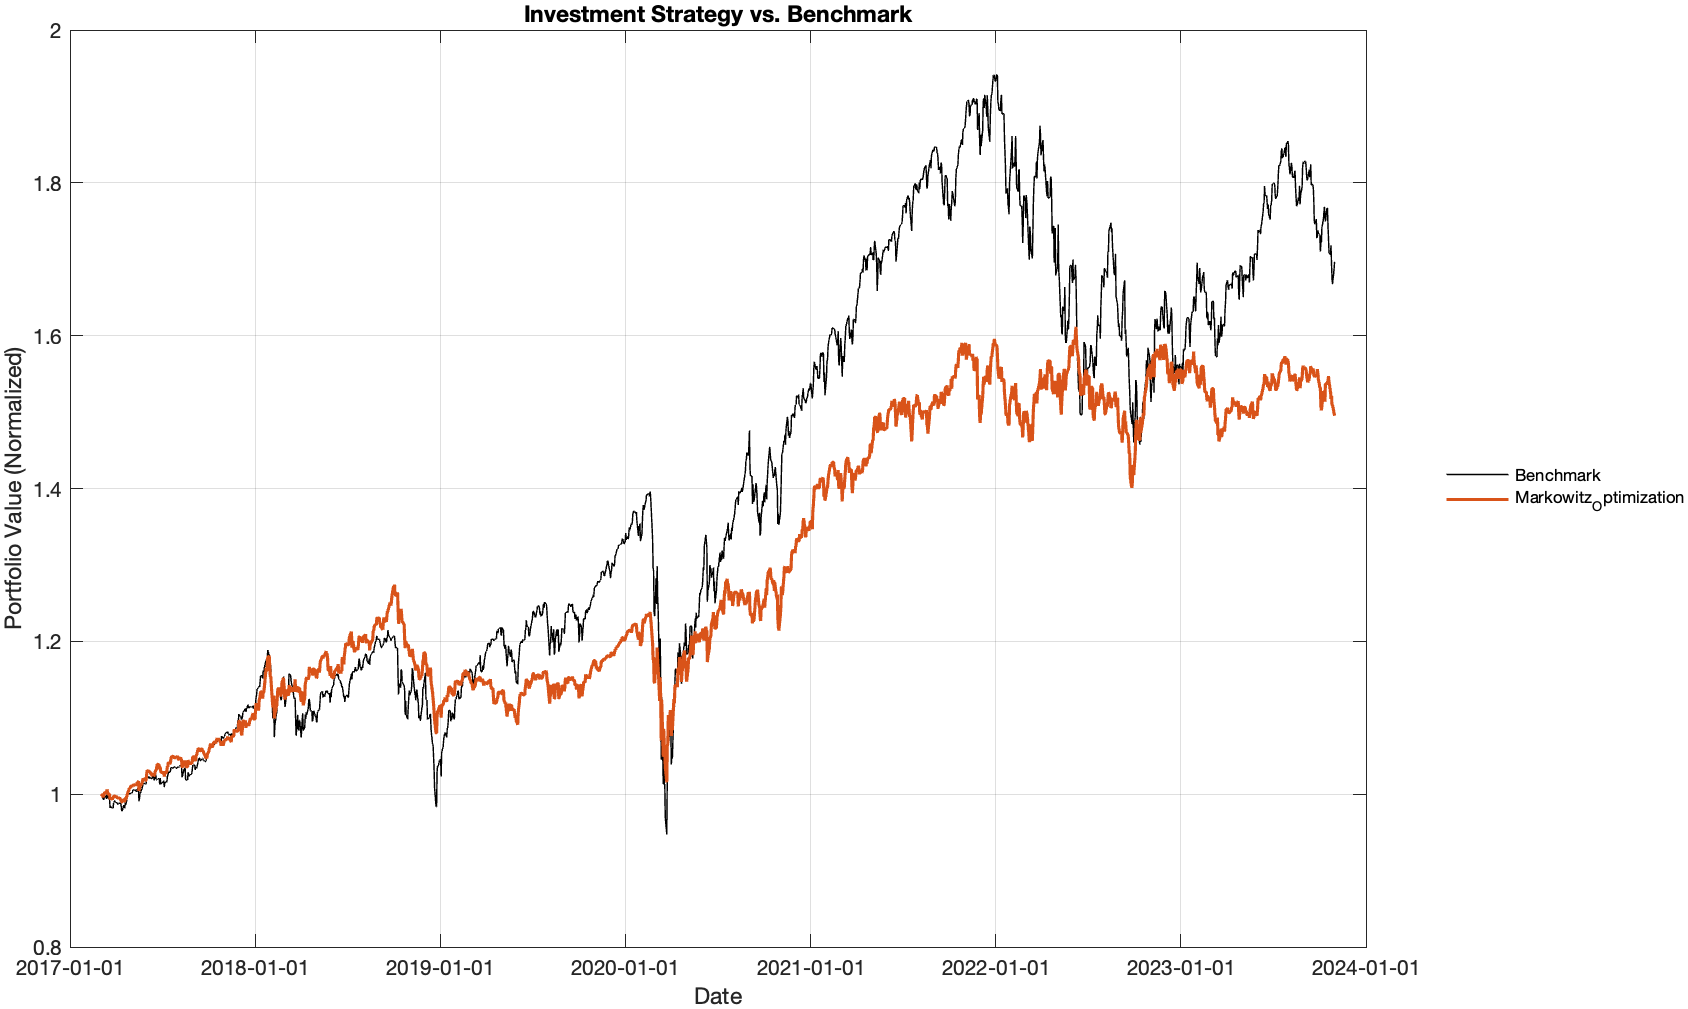 Investment Strategy vs. Benchmark
2
1.8
1.6
1.4
1.2
1
0.8
Portfolio Value (Normalized)
2017-01-01 2018-01-01 2019-01-01 2020-01-01 2021-01-01 2022-01-01 2023-01-01 2024-01-01
Date
Benchmark
Markowitz_Optimization